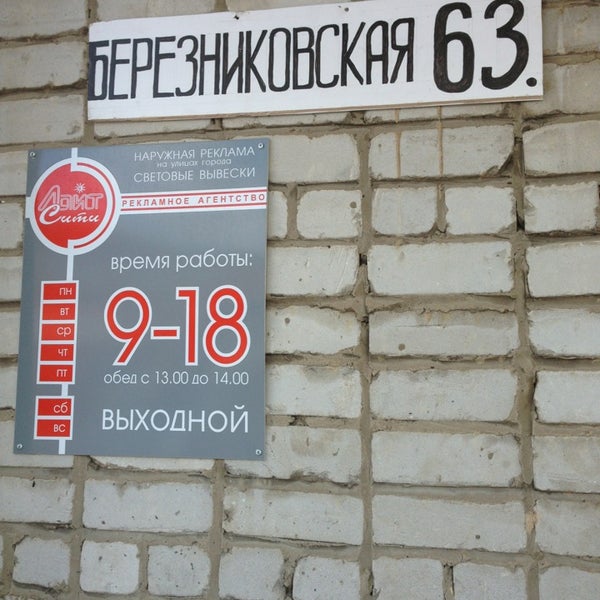 БЕРЕЗНИКОВСКАЯ 63.
НАРУЖНАЯ РЕКЛАМА
на улицах города
СВЕТОВЫЕ ВЫВЕСКИ
РЕКЛАМНОЕ АГЕНТСТВО
Лайт
Сити
время работы:
пн
вт
ср
чт
пт
9-18
обед с 13.00 до 14.00
сб
вс
ВЫХОДНОЙ